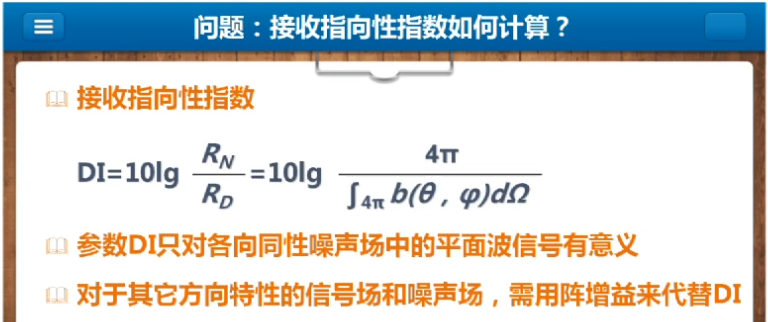 问题：接收指向性指数如何计算？
接收指向性指数
DI=10lg R_N/R_D =10lg 4π/∫4π b(θ，φ)dΩ
参数DI只对各向同性噪声场中的平面波信号有意义
对于其它方向特性的信号场和噪声场，需用阵增益来代替DI